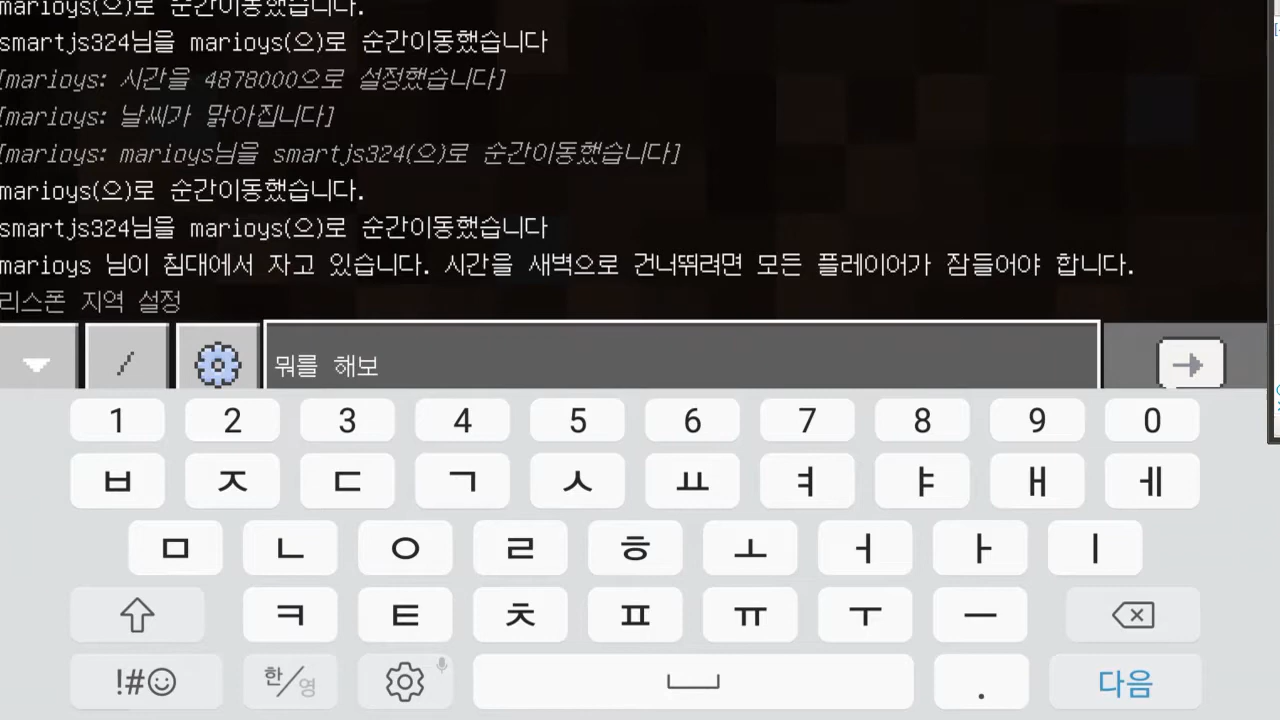 marioys(으)로 순간이동했습니다.
smartjs324님을 marioys(으)로 순간이동했습니다
[marioys: 시간을 4878000으로 설정했습니다]
[marioys: 날씨가 맑아집니다]
[marioys: marioys님을 smartjs324(으)로 순간이동했습니다]
marioys(으)로 순간이동했습니다.
smartjs324님을 marioys(으)로 순간이동했습니다
marioys 님이 침대에서 자고 있습니다. 시간을 새벽으로 건너뛰려면 모든 플레이어가 잠들어야 합니다.
리스폰 지역 설정
/ 뭐를 해보
1 2 3 4 5 6 7 8 9 0
ㅂ ㅈ ㄷ ㄱ ㅅ ㅛ ㅕ ㅑ ㅐ ㅔ
ㅁ ㄴ ㅇ ㄹ ㅎ ㅗ ㅓ ㅏ ㅣ
ㅋ ㅌ ㅊ ㅍ ㅠ ㅜ ㅡ
!#☺ 한/영 . 다음